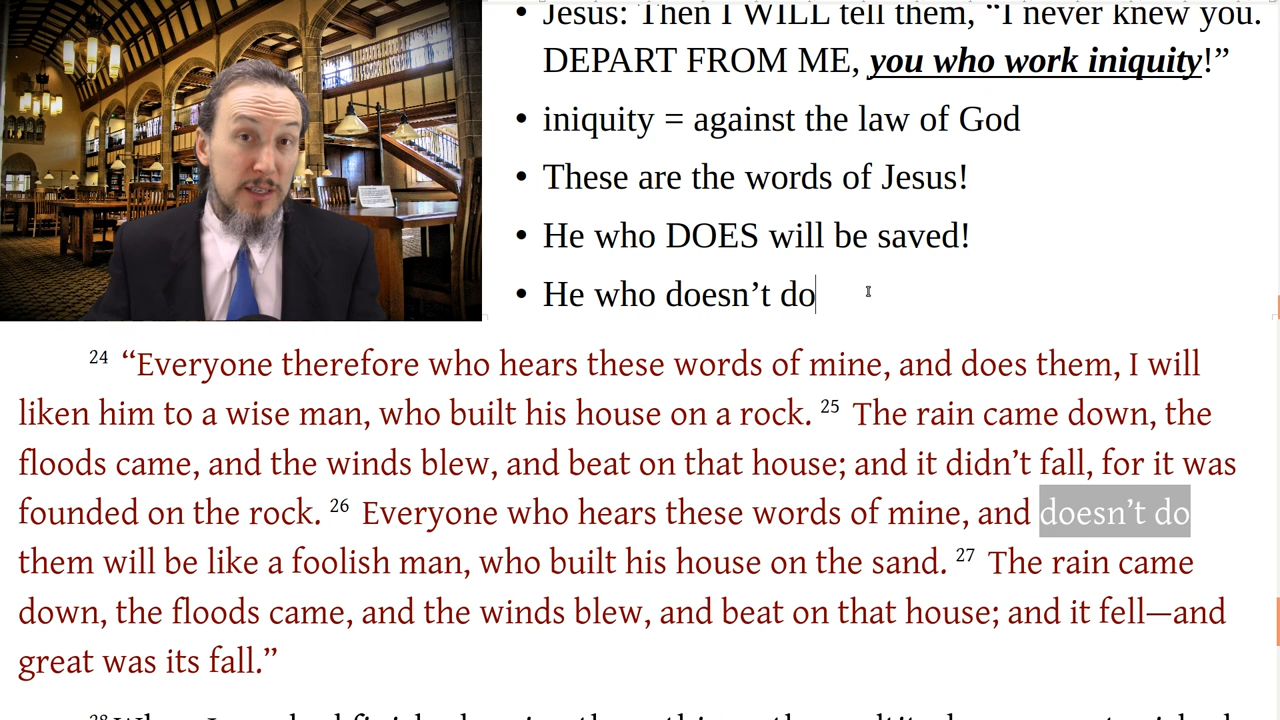 • Jesus: Then I WILL tell them, “I never knew you.
DEPART FROM ME, you who work iniquity!”
• iniquity = against the law of God
• These are the words of Jesus!
• He who DOES will be saved!
• He who doesn’t do
24 “Everyone therefore who hears these words of mine, and does them, I will
liken him to a wise man, who built his house on a rock. 25 The rain came down, the
floods came, and the winds blew, and beat on that house; and it didn’t fall, for it was
founded on the rock. 26 Everyone who hears these words of mine, and doesn’t do
them will be like a foolish man, who built his house on the sand. 27 The rain came
down, the floods came, and the winds blew, and beat on that house; and it fell—and
great was its fall.”